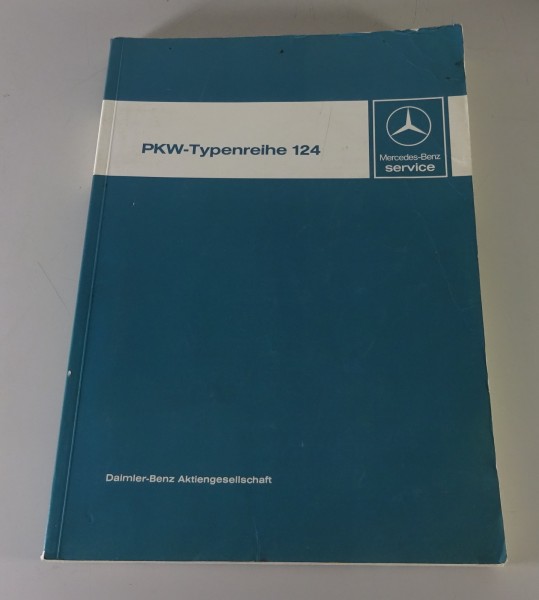 PKW-Typenreihe 124
Mercedes-Benz
service
Daimler-Benz Aktiengesellschaft